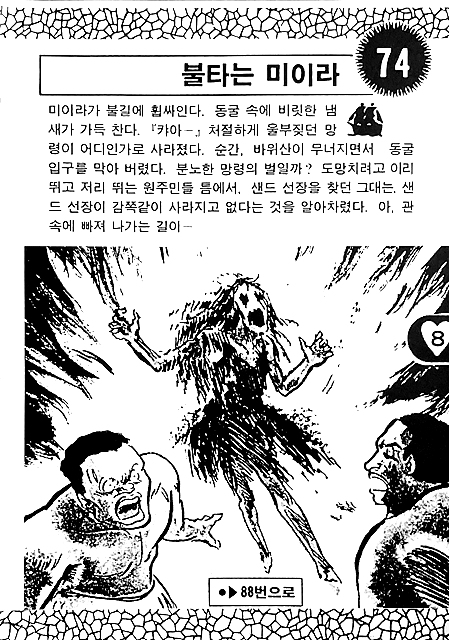 74
불타는 미이라
미이라가 불길에 휩싸인다. 동굴 속에 비릿한 냄
새가 가득 찬다. 『카아-』 처절하게 울부짖던 망
령이 어디인가로 사라졌다. 순간, 바위산이 무너지면서 동굴
입구를 막아 버렸다. 분노한 망령의 벌일까? 도망치려고 이리
뛰고 저리 뛰는 원주민들 틈에서, 샌드 선장을 찾던 그대는, 샌
드 선장이 감쪽같이 사라지고 없다는 것을 알아차렸다. 아, 관
속에 빠져 나가는 길이-
8
●▶ 88번으로